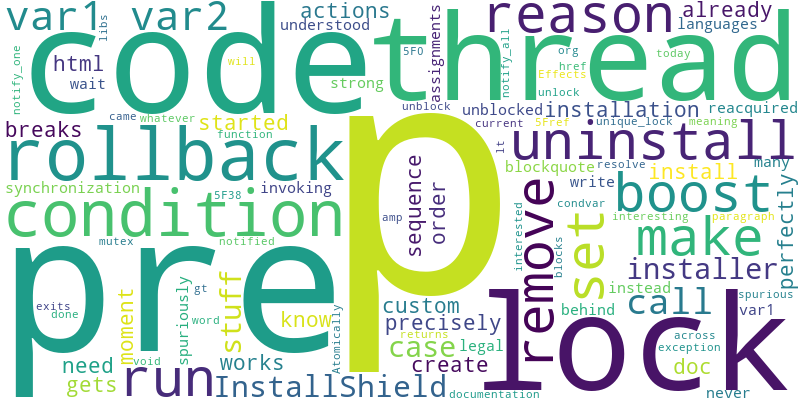 var1
var2
code
thread
reason
already
actions
understood
languages
libs
notify_one
html
wait
will
strong
5F0
assignments
notify_all
org
href
Effects
unlock
today
unblock
came
whatever
function
started
breaks
rollback
unblocked
installation
reacquired
current
5Fref
unique_lock
meaning
uninstall
lt
blockquote
resolve
many
install
write
condvar
boost
interesting
paragraph
perfectly
synchronization
5F38
invoking
condition
p
amp
sequence
order
remove
set
interested
blocks
make
mutex
notified
pre
installer
exits
done
gt
word
spuriously
moment
void
stuff
know
Atomically
custom
precisely
returns
case
legal
create
call
instead
behind
spurious
var1
need
gets
run
works
InstallShield
lock
across
exception
doc
never
documentation